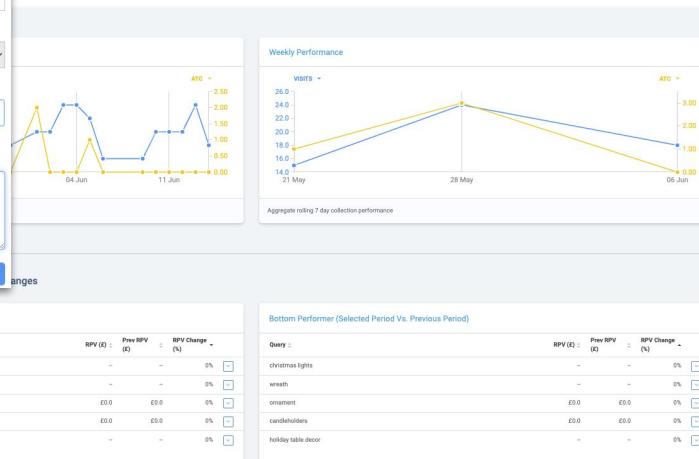 Weekly Performance
ATC
2.50
2.00
1.50
1.00
0.50
0.00
04 Jun
11 Jun
VISITS
ATC
26.0
24.0
22.0
20.0
18.0
16.0
14.0
3.00
2.00
1.00
0.00
21 May
28 May
06 Jun
Aggregate rolling 7 day collection performance
anges
RPV (£) Prev RPV (£) RPV Change (%)
– – 0%
– – 0%
£0.0 £0.0 0%
£0.0 £0.0 0%
– – 0%
Bottom Performer (Selected Period Vs. Previous Period)
Query RPV (£) Prev RPV (£) RPV Change (%)
christmas lights – – 0%
wreath – – 0%
ornament £0.0 £0.0 0%
candleholders £0.0 £0.0 0%
holiday table decor – – 0%